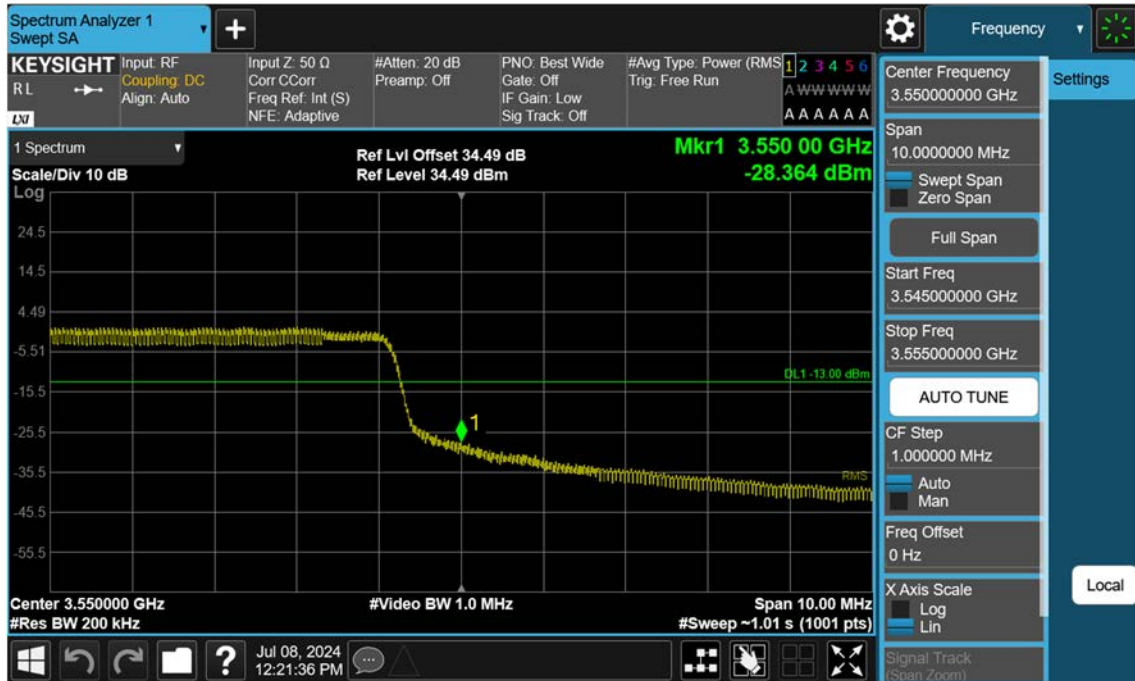 Spectrum Analyzer 1
Swept SA
Frequency
KEYSIGHT
RL
LXI
Input: RF
Coupling: DC
Align: Auto
Input Z: 50 Ω
Corr CCorr
Freq Ref: Int (S)
NFE: Adaptive
#Atten: 20 dB
Preamp: Off
PNO: Best Wide
Gate: Off
IF Gain: Low
Sig Track: Off
#Avg Type: Power (RMS
Trig: Free Run
1 2 3 4 5 6
A W W W W W
A A A A A A
1 Spectrum
Scale/Div 10 dB
Ref Lvl Offset 34.49 dB
Ref Level 34.49 dBm
Mkr1 3.550 00 GHz
-28.364 dBm
Log
24.5
14.5
4.49
-5.51
-15.5
-25.5
-35.5
-45.5
-55.5
DL1 -13.00 dBm
1
RMS
Center 3.550000 GHz
#Res BW 200 kHz
#Video BW 1.0 MHz
Span 10.00 MHz
#Sweep ~1.01 s (1001 pts)
Center Frequency
3.550000000 GHz
Span
10.0000000 MHz
Swept Span
Zero Span
Full Span
Start Freq
3.545000000 GHz
Stop Freq
3.555000000 GHz
AUTO TUNE
CF Step
1.000000 MHz
Auto
Man
Freq Offset
0 Hz
X Axis Scale
Log
Lin
Signal Track
(Span Zoom)
Settings
Local
?
Jul 08, 2024
12:21:36 PM